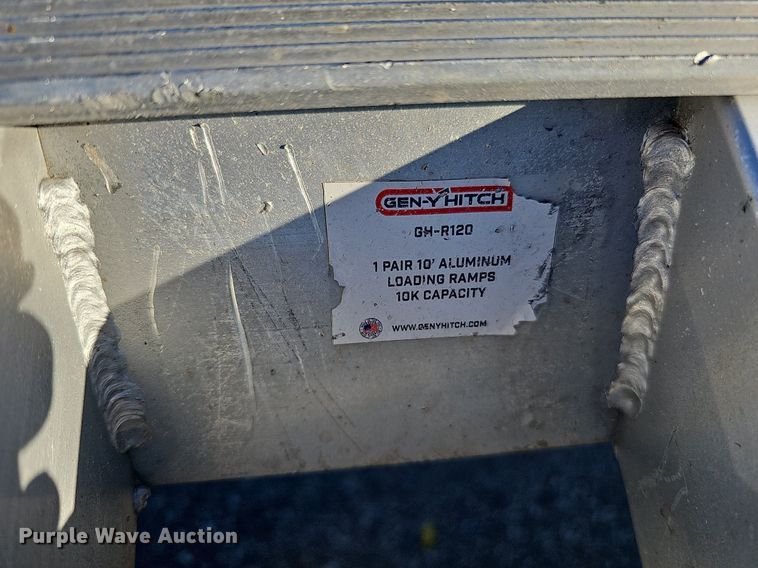 GEN-Y HITCH
GH-R120
1 PAIR 10' ALUMINUM
LOADING RAMPS
10K CAPACITY
WWW.GENYHITCH.COM
Purple Wave Auction